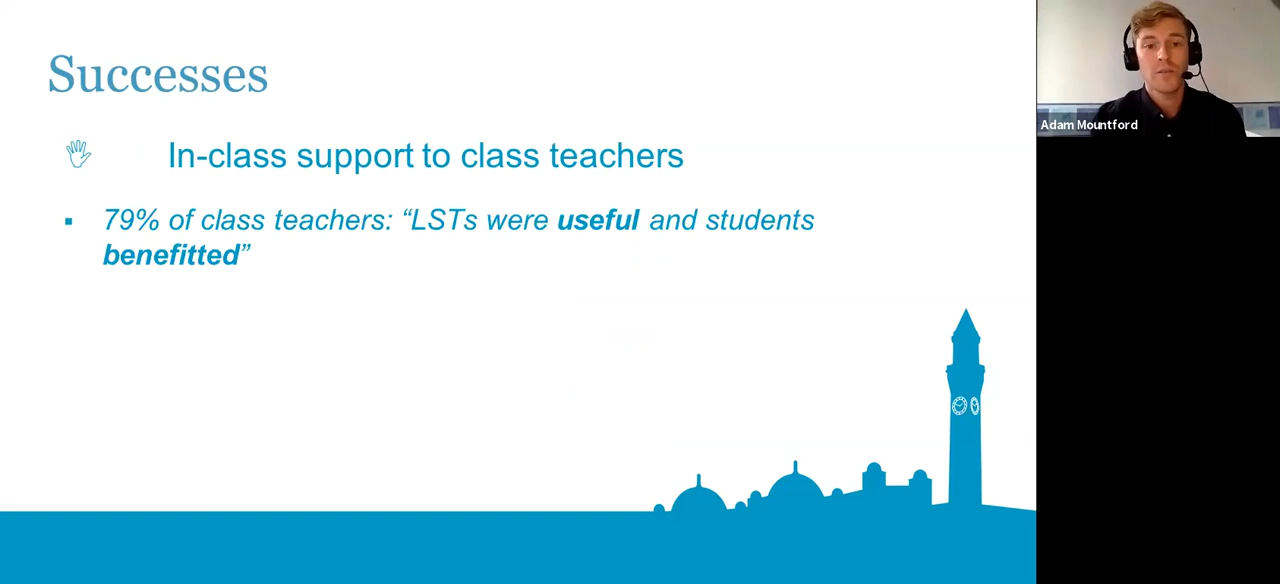 Successes
In-class support to class teachers
79% of class teachers: “LSTs were useful and students
benefitted”
Adam Mountford